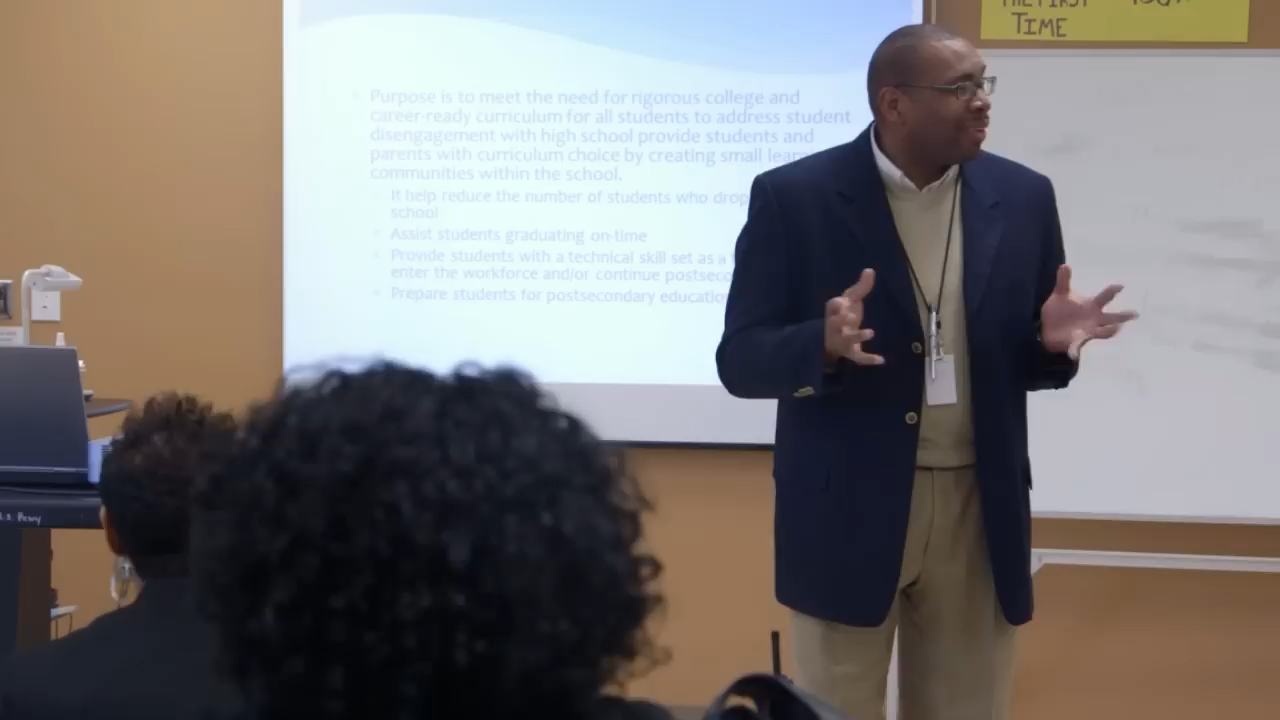 THE FIRST
TIME
Purpose is to meet the need for rigorous college and
career-ready curriculum for all students to address student
disengagement with high school provide students and
parents with curriculum choice by creating small
communities within the school.
It help reduce the number of students who drop
school
Assist students graduating on-time
Provide students with a technical skill set as a
enter the workforce and/or continue
Prepare students for postsecondary education